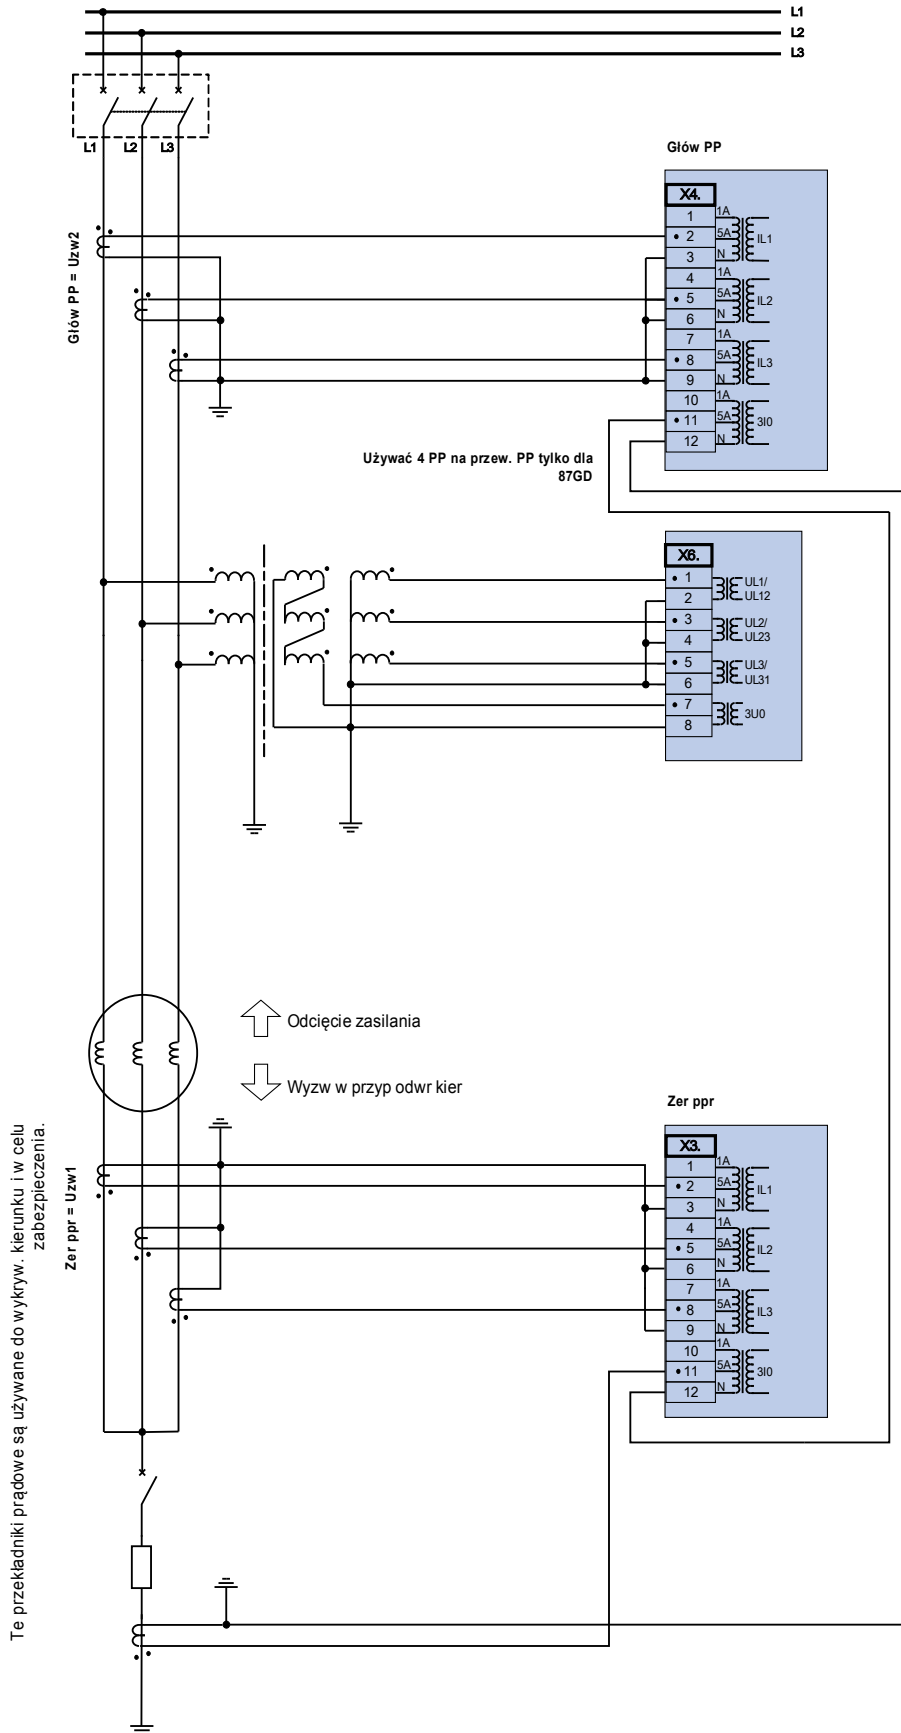 L1
L2
L3
L1 L2 L3
Głów PP = Uzw2
Głów PP
X4.
1 1A
2 5A IL1
3 N
4 1A
5 5A IL2
6 N
7 1A
8 5A IL3
9 N
10 1A
11 5A 3I0
12 N
Używać 4 PP na przew. PP tylko dla
87GD
X6.
1 UL1/
2 UL12
3 UL2/
4 UL23
5 UL3/
6 UL31
7 3U0
8
Odcięcie zasilania
Wyzw w przyp odwr kier
Te przekładniki prądowe są używane do wykryw. kierunku i w celu
zabezpieczenia.
Zer ppr = Uzw1
Zer ppr
X3.
1 1A
2 5A IL1
3 N
4 1A
5 5A IL2
6 N
7 1A
8 5A IL3
9 N
10 1A
11 5A 3I0
12 N